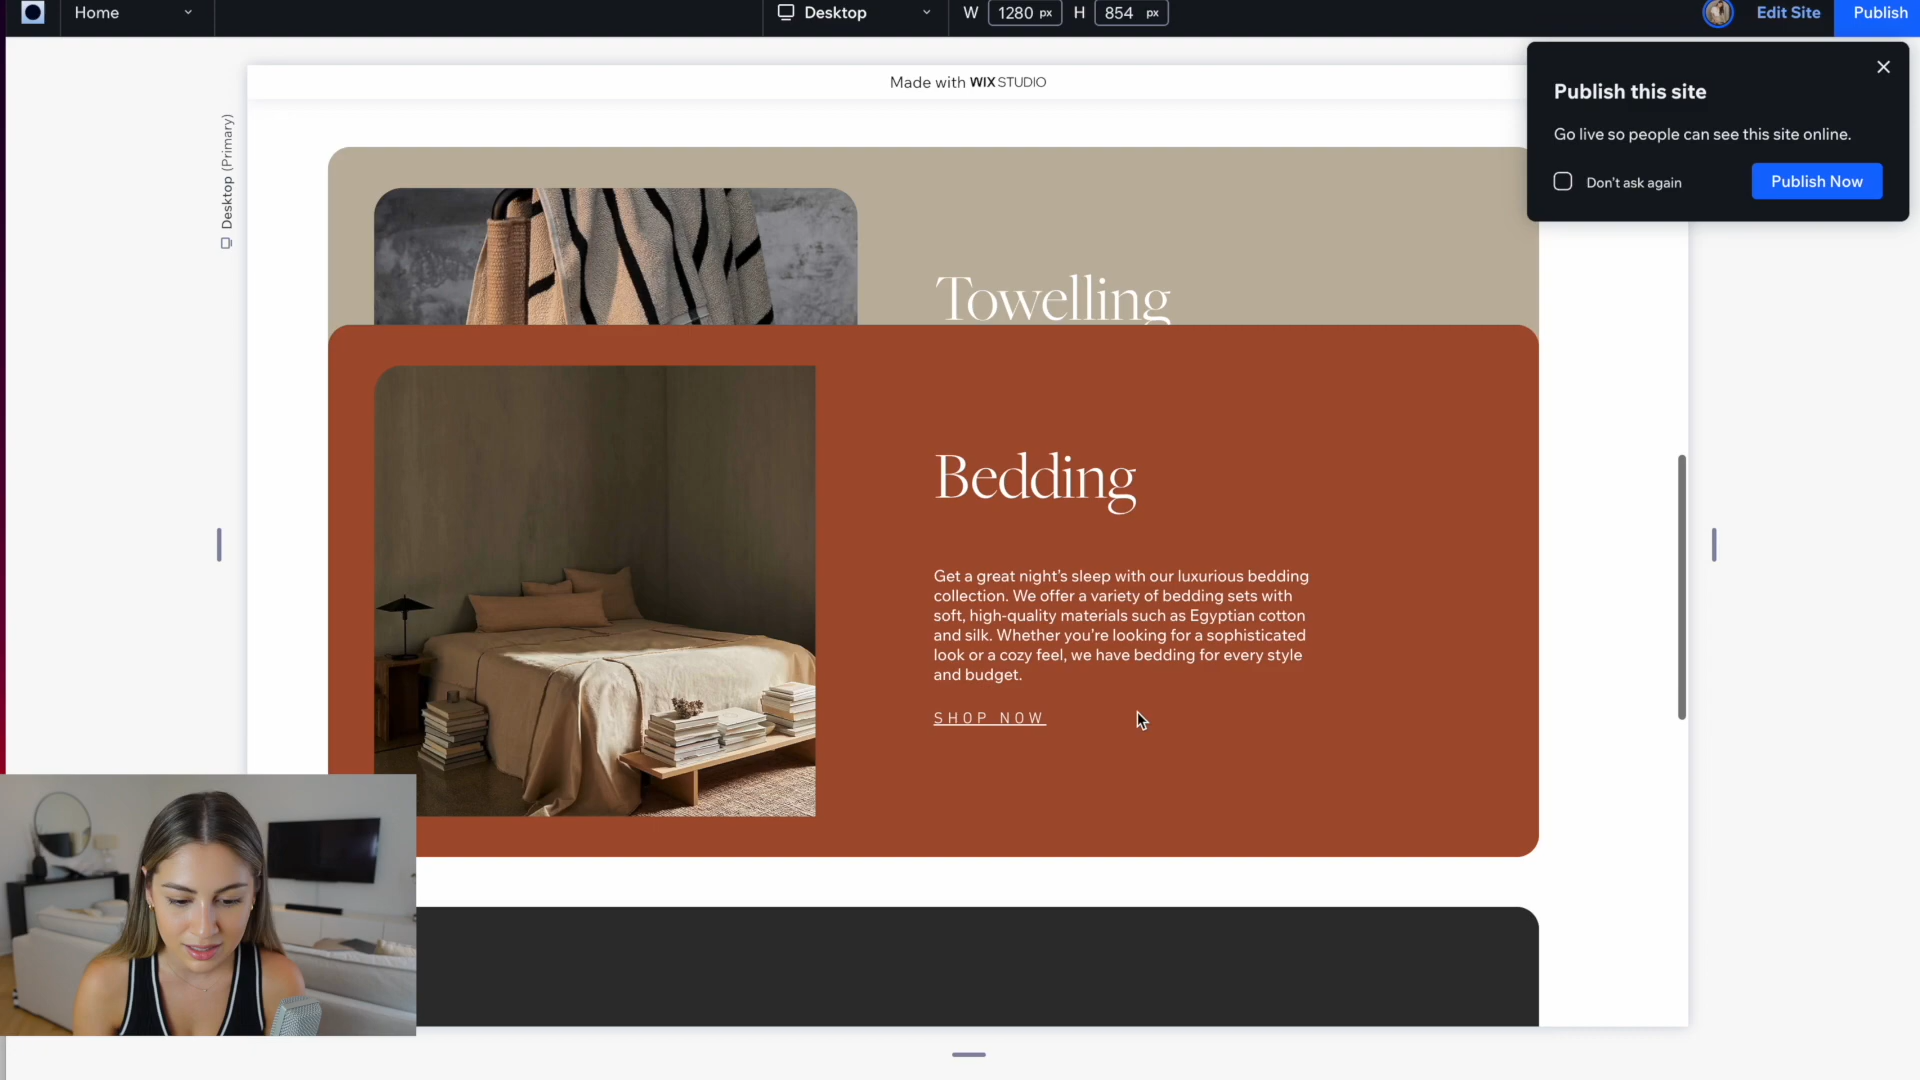 Home
Desktop
W 1280 px H 854 px
Edit Site
Publish
Made with WIX STUDIO
Publish this site
Go live so people can see this site online.
Don't ask again
Publish Now
Desktop (Primary)
Towelling
Bedding
Get a great night's sleep with our luxurious bedding
collection. We offer a variety of bedding sets with
soft, high-quality materials such as Egyptian cotton
and silk. Whether you're looking for a sophisticated
look or a cozy feel, we have bedding for every style
and budget.
SHOP NOW